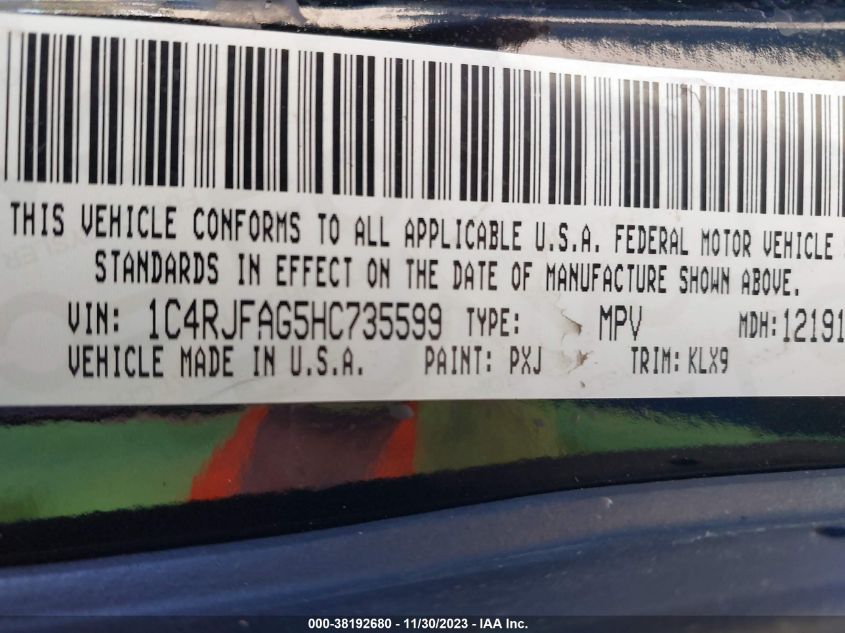 THIS VEHICLE CONFORMS TO ALL APPLICABLE U.S.A. FEDERAL MOTOR VEHICLE
STANDARDS IN EFFECT ON THE DATE OF MANUFACTURE SHOWN ABOVE.
VIN: 1C4RJFAG5HC735599 TYPE: MPV MDH: 12191
VEHICLE MADE IN U.S.A. PAINT: PXJ TRIM: KLX9
000-38192680 - 11/30/2023 - IAA Inc.